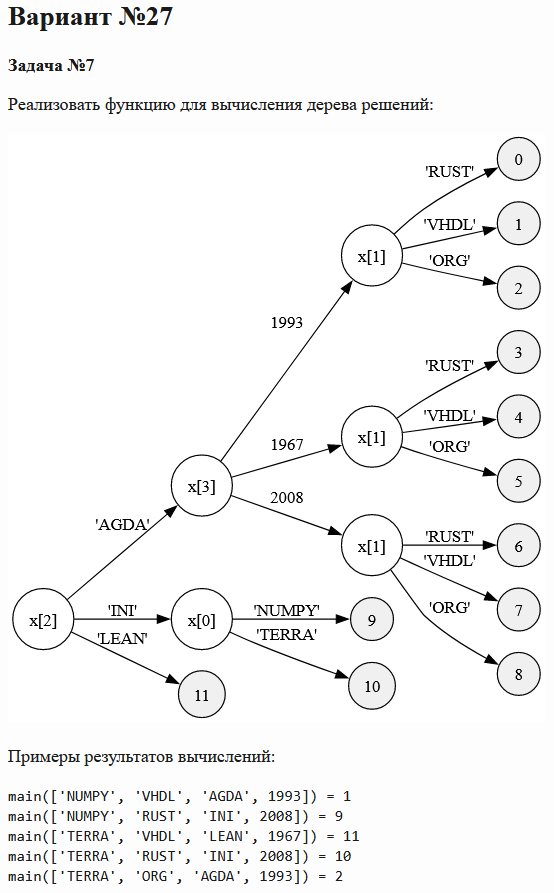 Вариант №27
Задача №7
Реализовать функцию для вычисления дерева решений:
0
'RUST'
1
'VHDL'
x[1]
'ORG'
2
1993
3
'RUST'
4
'VHDL'
x[1]
'ORG'
1967
5
x[3]
2008
'RUST'
6
x[1]
'VHDL'
'AGDA'
7
'ORG'
'INI'
'NUMPY'
x[2]
x[0]
9
'LEAN'
'TERRA'
8
10
11
Примеры результатов вычислений:
main(['NUMPY', 'VHDL', 'AGDA', 1993]) = 1
main(['NUMPY', 'RUST', 'INI', 2008]) = 9
main(['TERRA', 'VHDL', 'LEAN', 1967]) = 11
main(['TERRA', 'RUST', 'INI', 2008]) = 10
main(['TERRA', 'ORG', 'AGDA', 1993]) = 2